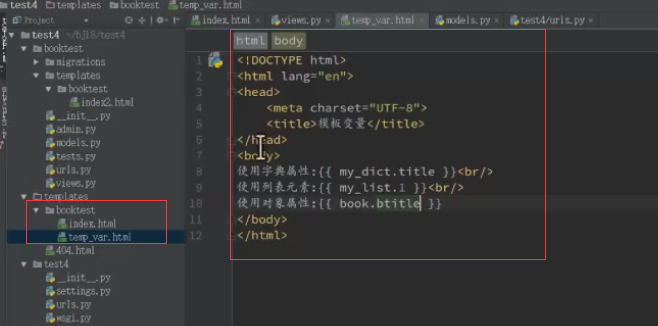 test4 templates booktest temp_var.html
Project
index.html views.py temp_var.html models.py test4/urls.py
test4 ~/bj18/test4
booktest
migrations
templates
booktest
index2.html
__init__.py
admin.py
models.py
tests.py
urls.py
views.py
templates
booktest
index.html
temp_var.html
404.html
test4
__init__.py
settings.py
urls.py
wsgi.py
html body
1 <!DOCTYPE html>
2 <html lang="en">
3 <head>
4 <meta charset="UTF-8">
5 <title>模板变量</title>
6 </head>
7 <body>
8 使用字典属性:{{ my_dict.title }}<br/>
9 使用列表元素:{{ my_list.1 }}<br/>
10 使用对象属性:{{ book.btitle }}
11 </body>
12 </html>